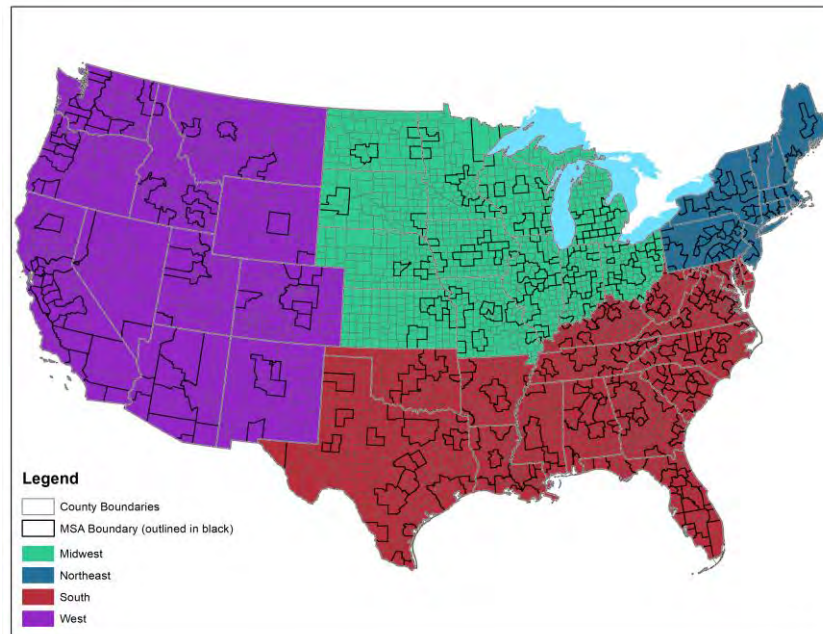 Legend
County Boundaries
MSA Boundary (outlined in black)
Midwest
Northeast
South
West